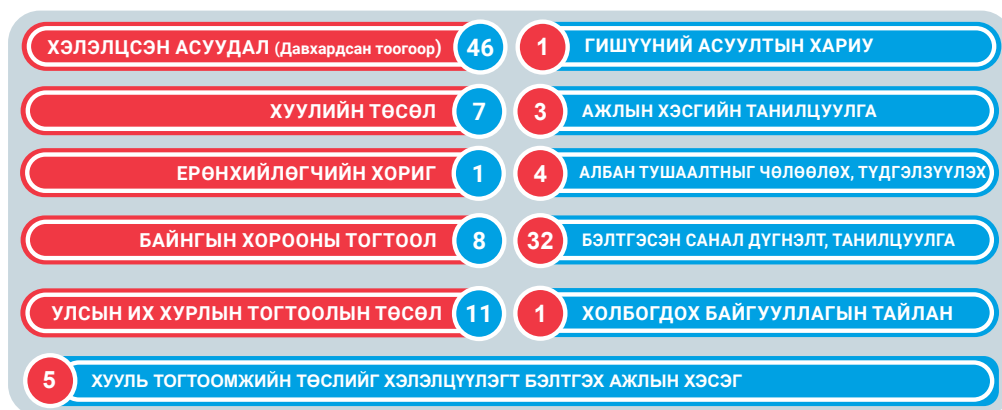 ХЭЛЭЛЦСЭН АСУУДАЛ (Давхардсан тоогоор) 46
1 ГИШҮҮНИЙ АСУУЛТЫН ХАРИУ
ХУУЛИЙН ТӨСӨЛ 7
3 АЖЛЫН ХЭСГИЙН ТАНИЛЦУУЛГА
ЕРӨНХИЙЛӨГЧИЙН ХОРИГ 1
4 АЛБАН ТУШААЛТНЫГ ЧӨЛӨӨЛӨХ, ТҮДГЭЛЗҮҮЛЭХ
БАЙНГЫН ХОРООНЫ ТОГТООЛ 8
32 БЭЛТГЭСЭН САНАЛ ДҮГНЭЛТ, ТАНИЛЦУУЛГА
УЛСЫН ИХ ХУРЛЫН ТОГТООЛЫН ТӨСӨЛ 11
1 ХОЛБОГДОХ БАЙГУУЛЛАГЫН ТАЙЛАН
5 ХУУЛЬ ТОГТООМЖИЙН ТӨСЛИЙГ ХЭЛЭЛЦҮҮЛЭГТ БЭЛТГЭХ АЖЛЫН ХЭСЭГ